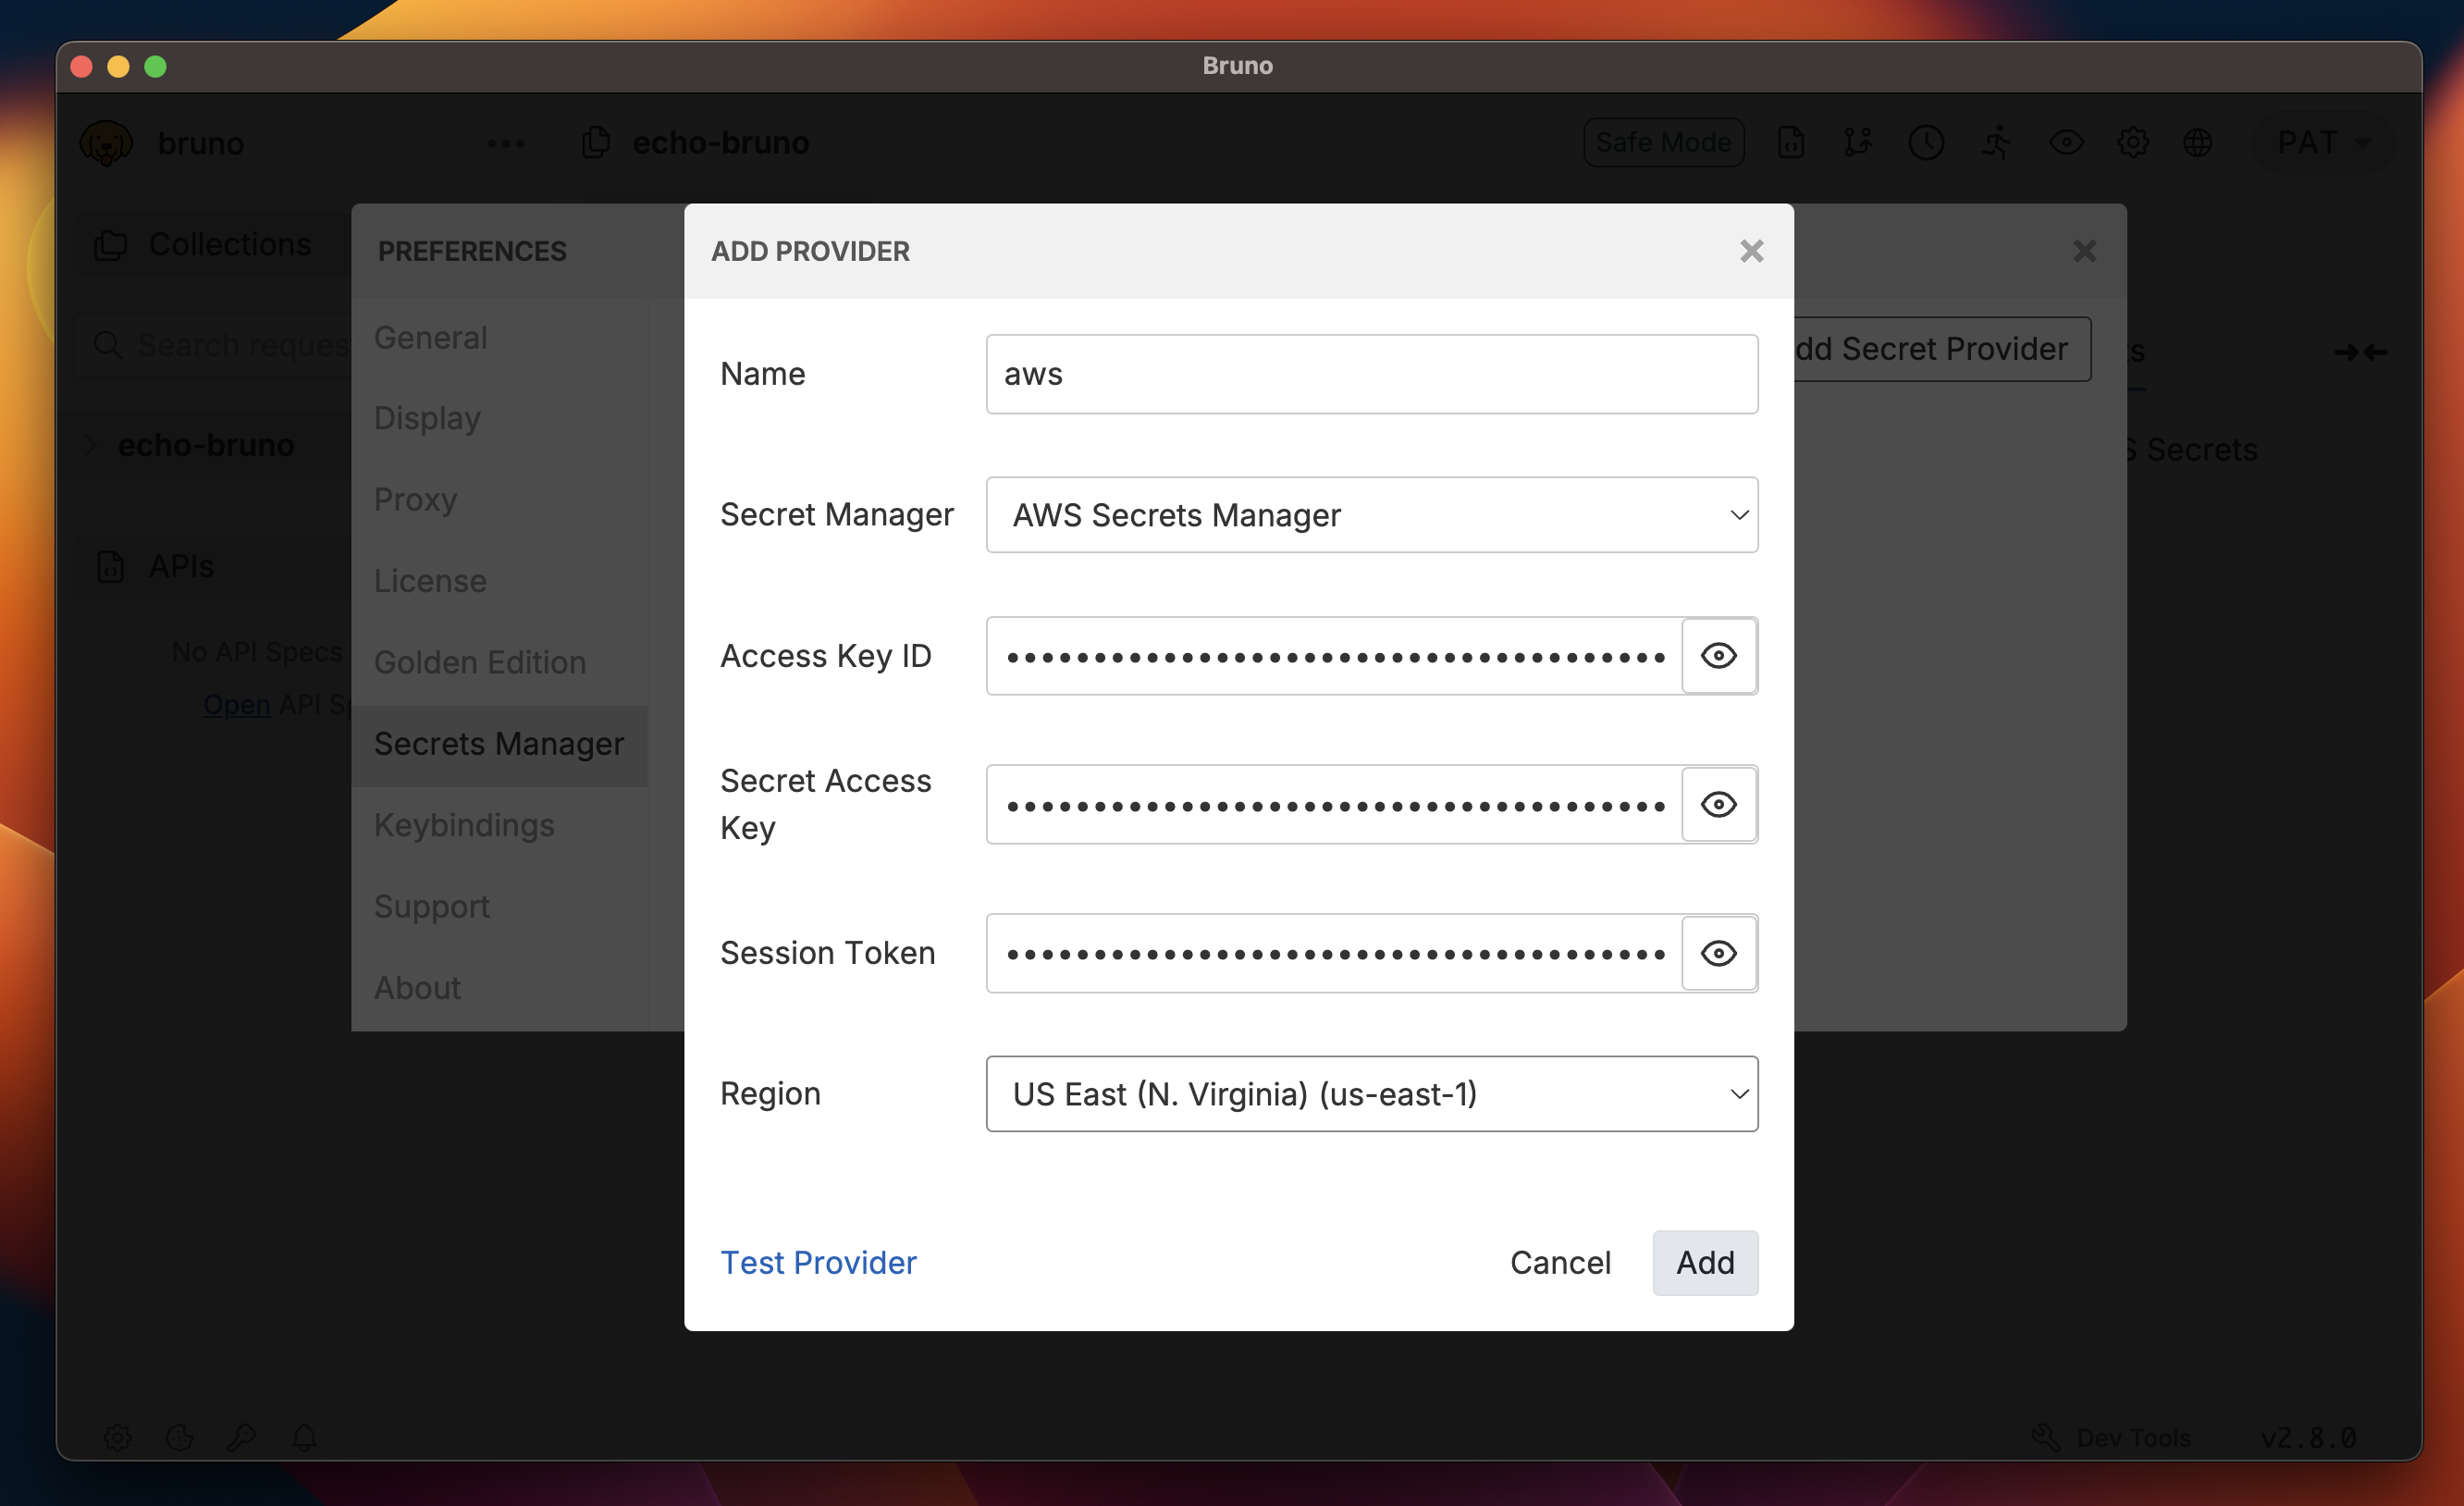 Bruno
bruno
echo-bruno
Safe Mode
PAT
Collections
Search reques
echo-bruno
APIs
No API Specs
Open API Sp
PREFERENCES
General
Display
Proxy
License
Golden Edition
Secrets Manager
Keybindings
Support
About
dd Secret Provider
ts
S Secrets
ADD PROVIDER
Name
aws
Secret Manager
AWS Secrets Manager
Access Key ID
Secret Access
Key
Session Token
Region
US East (N. Virginia) (us-east-1)
Test Provider
Cancel
Add
Dev Tools
v2.8.0